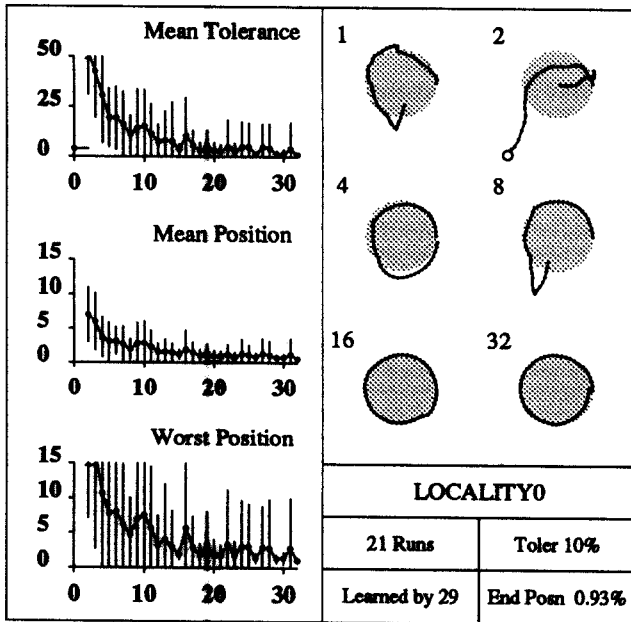 Mean Tolerance
50
25
0
0 10 20 30
Mean Position
15
10
5
0
0 10 20 30
Worst Position
15
10
5
0
0 10 20 30
1 2
4 8
16 32
LOCALITY0
21 Runs Toler 10%
Learned by 29 End Posn 0.93%